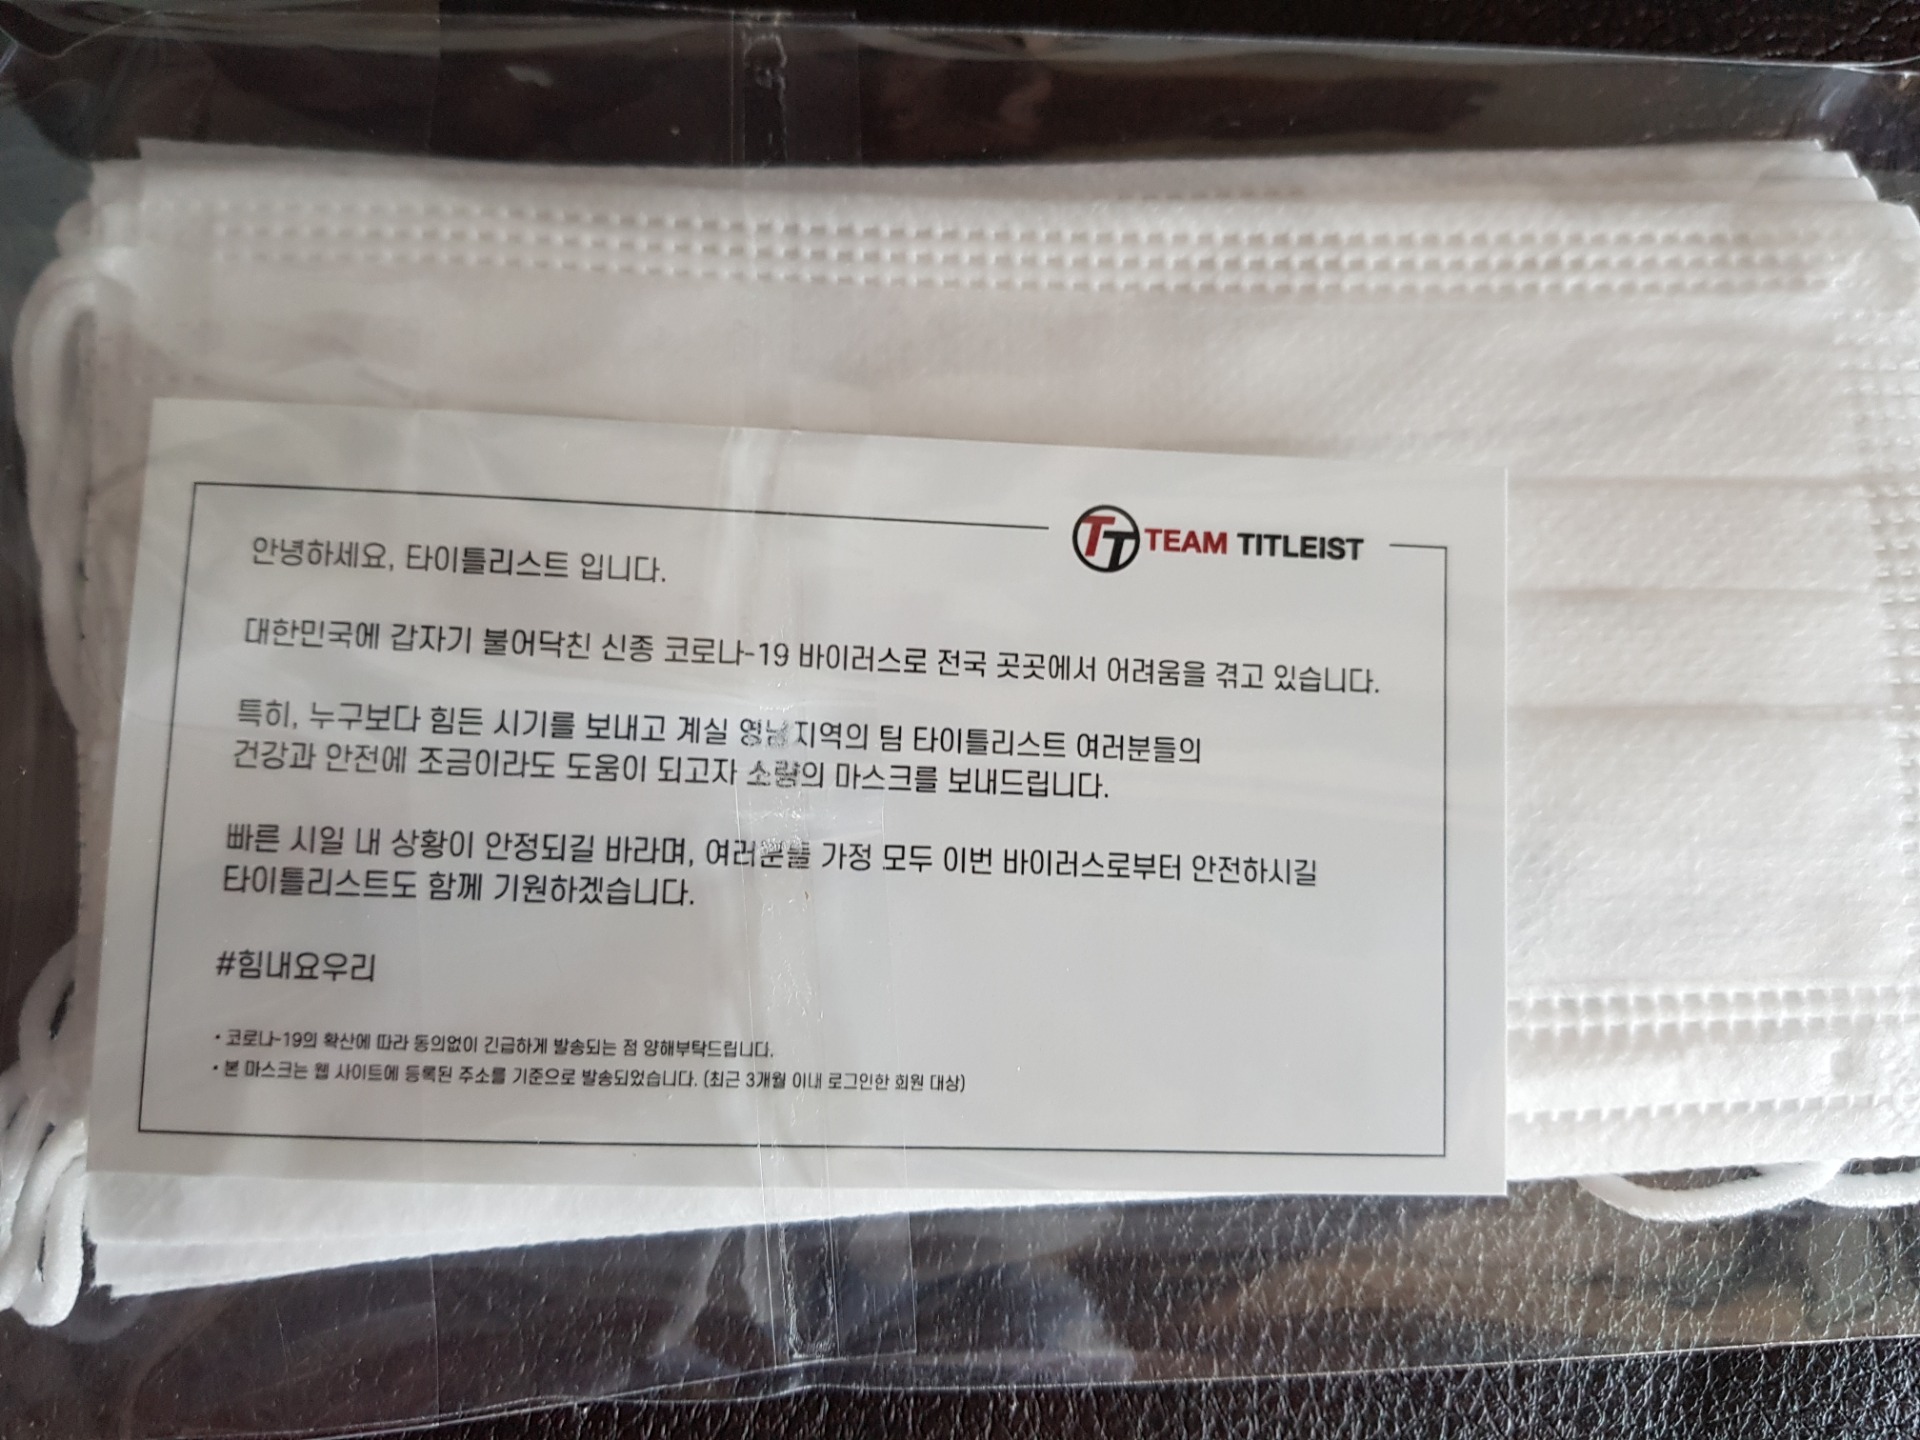 TT TEAM TITLEIST
안녕하세요, 타이틀리스트 입니다.
대한민국에 갑자기 불어닥친 신종 코로나-19 바이러스로 전국 곳곳에서 어려움을 겪고 있습니다.
특히, 누구보다 힘든 시기를 보내고 계실 영남지역의 팀 타이틀리스트 여러분들의
건강과 안전에 조금이라도 도움이 되고자 소량의 마스크를 보내드립니다.
빠른 시일 내 상황이 안정되길 바라며, 여러분들 가정 모두 이번 바이러스로부터 안전하시길
타이틀리스트도 함께 기원하겠습니다.
#힘내요우리
• 코로나-19의 확산에 따라 동의없이 긴급하게 발송되는 점 양해부탁드립니다.
• 본 마스크는 웹 사이트에 등록된 주소를 기준으로 발송되었습니다. (최근 3개월 이내 로그인한 회원 대상)